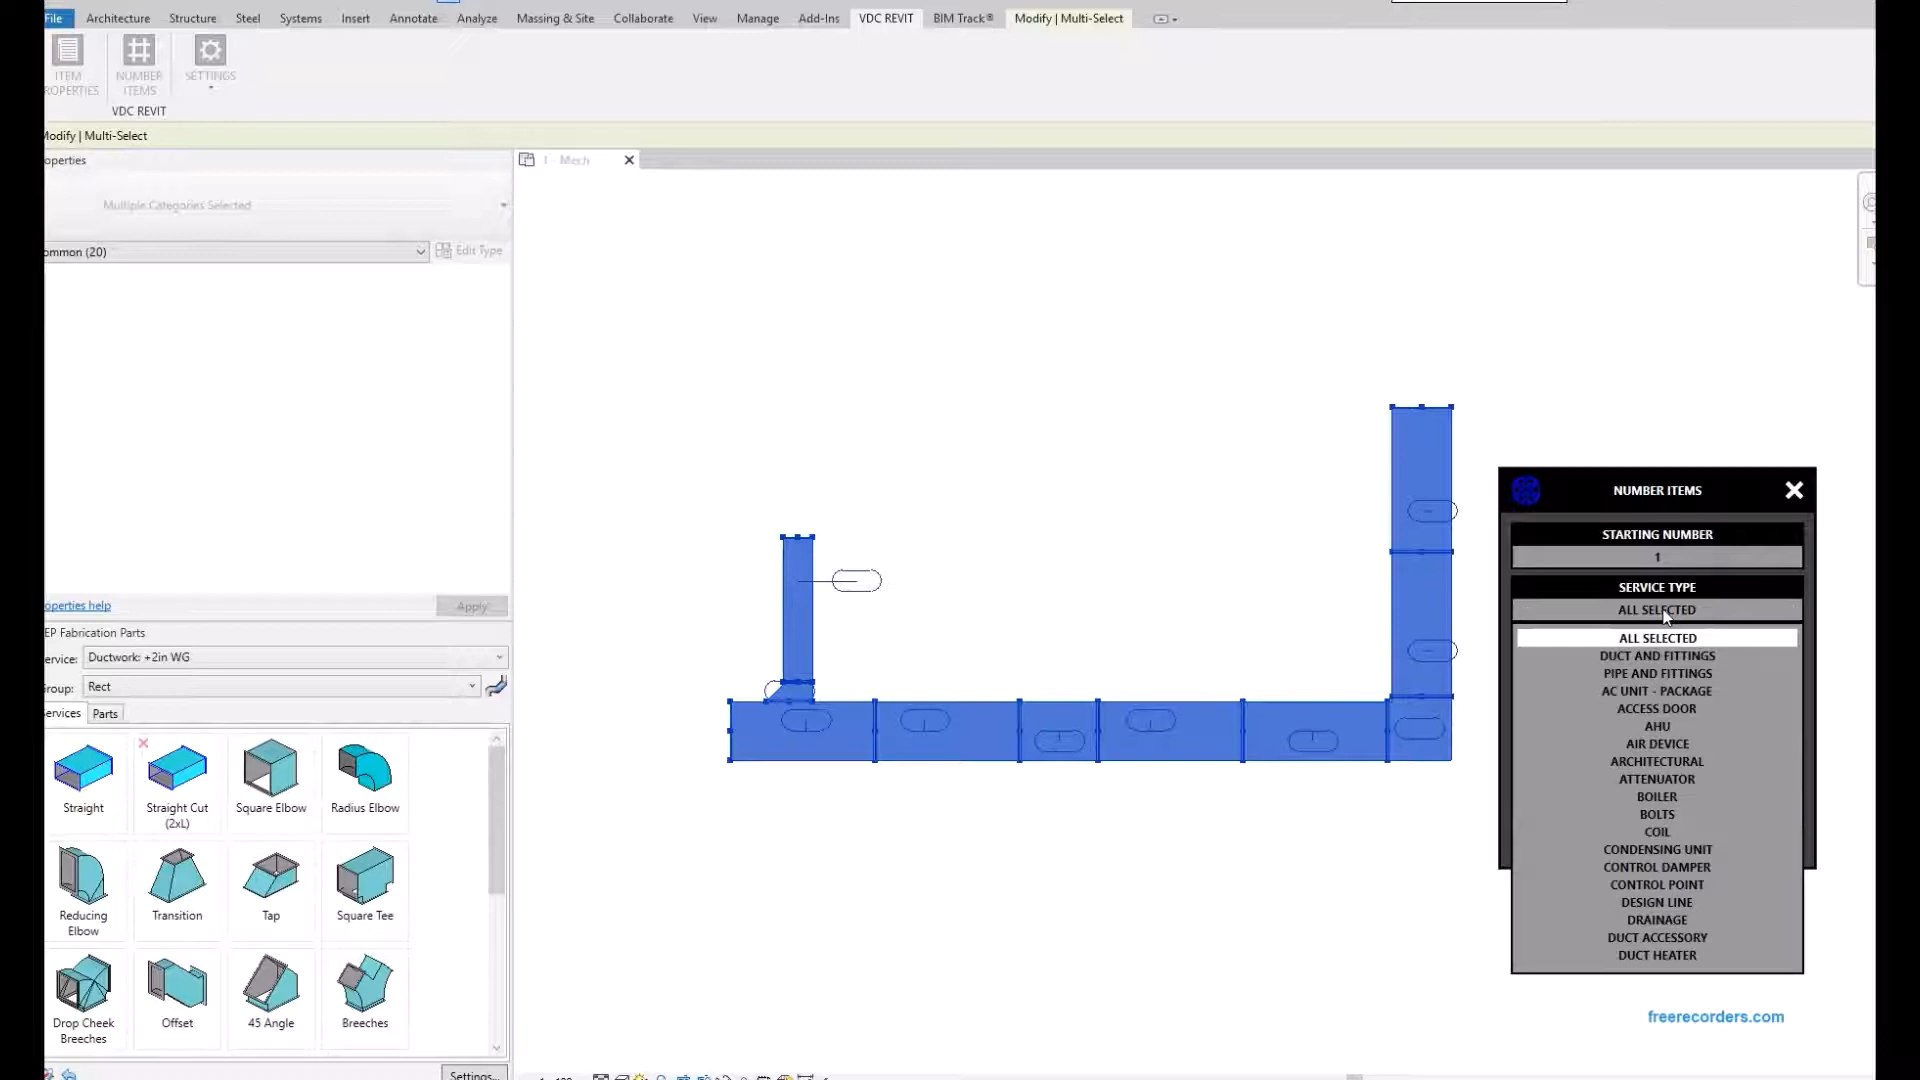 File Architecture Structure Steel Systems Insert Annotate Analyze Massing & Site Collaborate View Manage Add-Ins VDC REVIT BIM Track® Modify | Multi-Select
ITEM
ROPERTIES
NUMBER
ITEMS
SETTINGS
VDC REVIT
Modify | Multi-Select
operties
1 - Mech
Multiple Categories Selected
ommon (20)
Edit Type
operties help
Apply
EP Fabrication Parts
ervice: Ductwork: +2in WG
Group: Rect
Services Parts
Straight
Straight Cut
(2xL)
Square Elbow
Radius Elbow
Reducing
Elbow
Transition
Tap
Square Tee
Drop Cheek
Breeches
Offset
45 Angle
Breeches
Settings...
NUMBER ITEMS
STARTING NUMBER
1
SERVICE TYPE
ALL SELECTED
ALL SELECTED
DUCT AND FITTINGS
PIPE AND FITTINGS
AC UNIT - PACKAGE
ACCESS DOOR
AHU
AIR DEVICE
ARCHITECTURAL
ATTENUATOR
BOILER
BOLTS
COIL
CONDENSING UNIT
CONTROL DAMPER
CONTROL POINT
DESIGN LINE
DRAINAGE
DUCT ACCESSORY
DUCT HEATER
freerecorders.com